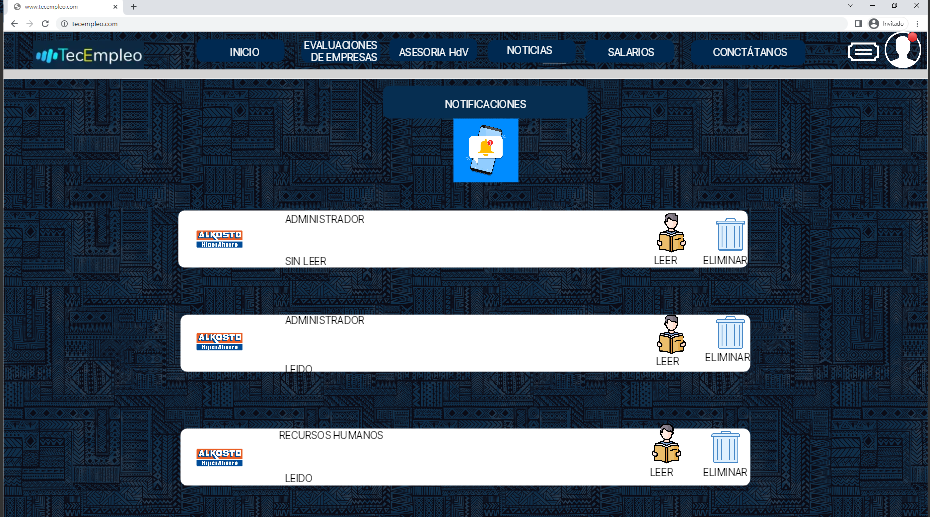 www.tecempleo.com
tecempleo.com
Invitado
TecEmpleo
INICIO
EVALUACIONES
DE EMPRESAS
ASESORIA HdV
NOTICIAS
SALARIOS
CONCTÁTANOS
NOTIFICACIONES
ADMINISTRADOR
ALKOSTO
HiperAhorro
SIN LEER
LEER
ELIMINAR
ADMINISTRADOR
ALKOSTO
HiperAhorro
LEIDO
LEER
ELIMINAR
RECURSOS HUMANOS
ALKOSTO
HiperAhorro
LEIDO
LEER
ELIMINAR